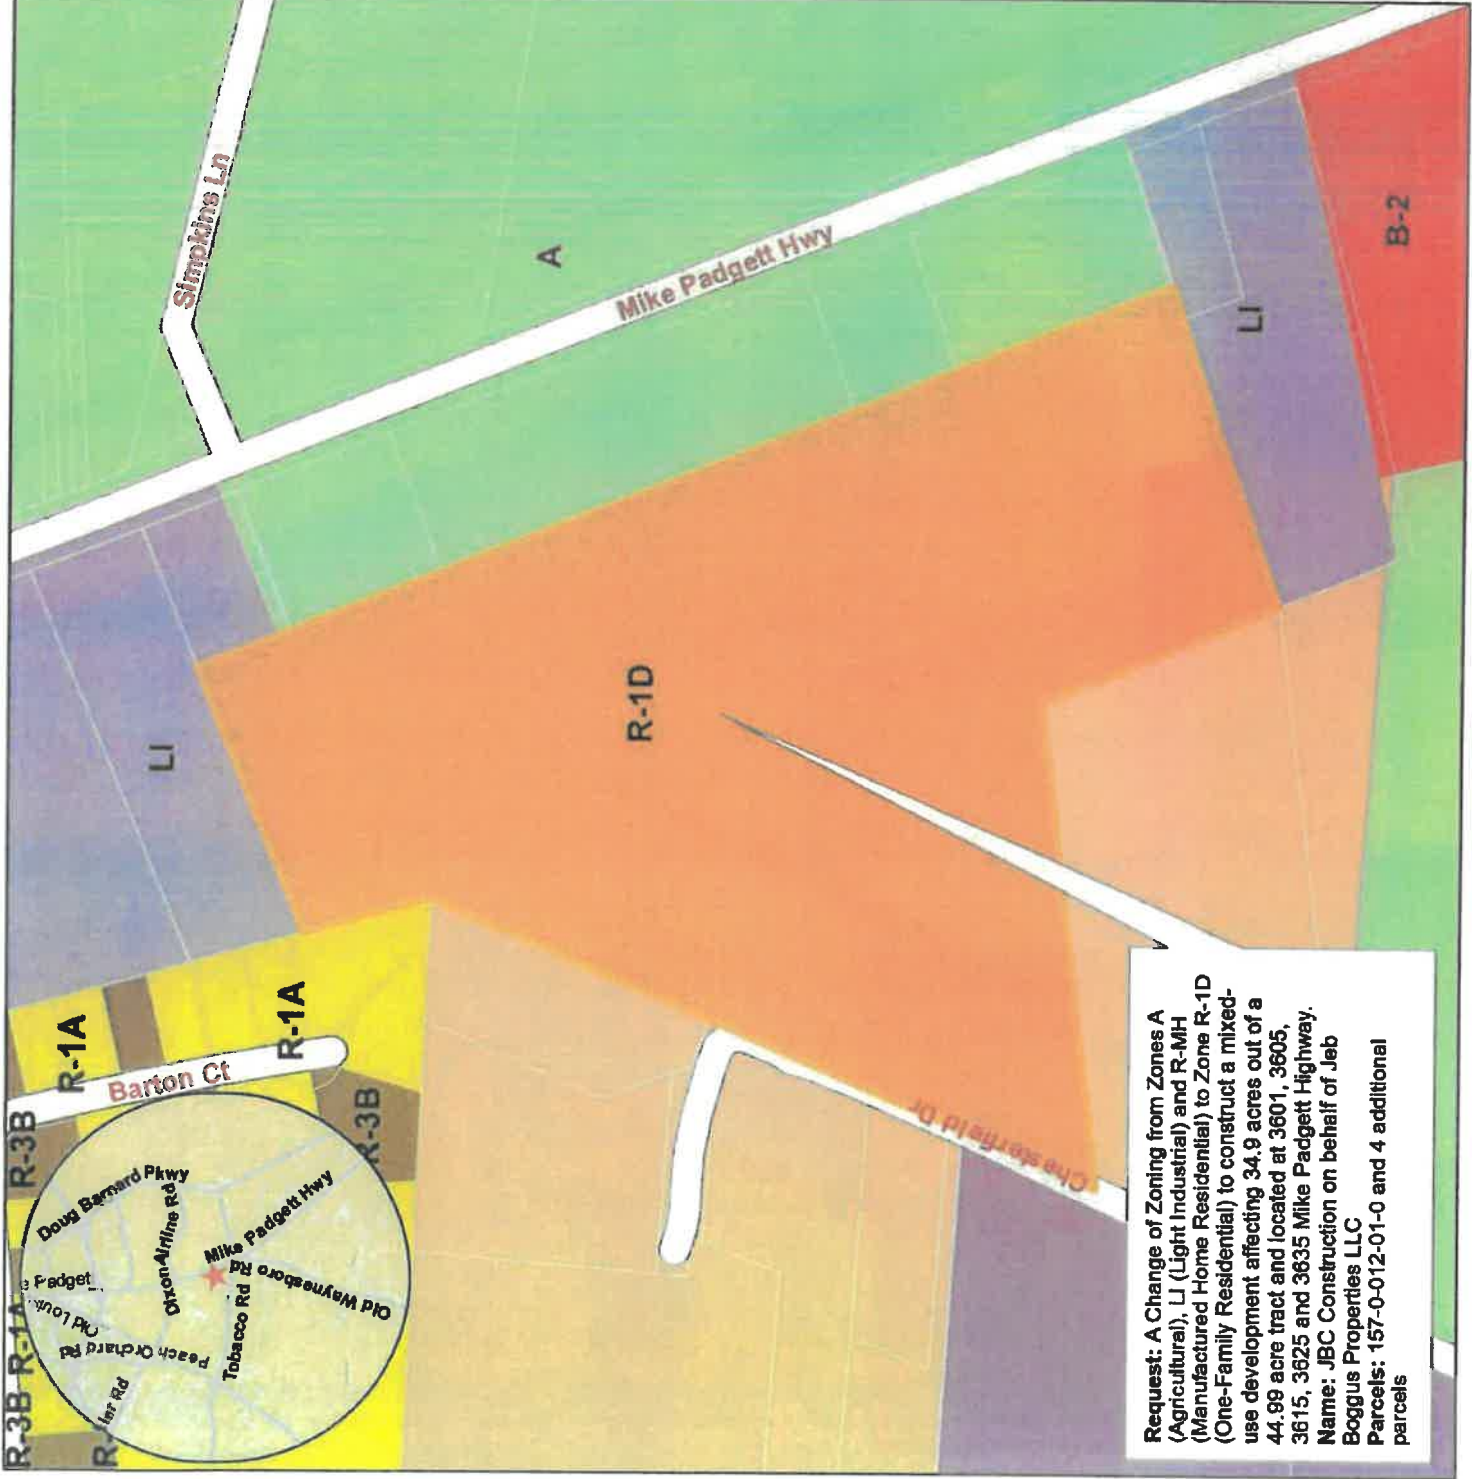 R-3B
R-1A
R-3B
R-1A
Barton Ct
R-1A
R-3B
LI
Simpkins Ln
A
Mike Padgett Hwy
R-1D
LI
B-2
Chesterfield Dr
Doug Barnard Pkwy
Dixon Airline Rd
Mike Padgett Hwy
Old Waynesboro Rd
Tobacco Rd
Peach Orchard Rd
Padget
Old Loui
Rd
Request: A Change of Zoning from Zones A
(Agricultural), LI (Light Industrial) and R-MH
(Manufactured Home Residential) to Zone R-1D
(One-Family Residential) to construct a mixed-
use development affecting 34.9 acres out of a
44.99 acre tract and located at 3601, 3605,
3615, 3625 and 3635 Mike Padgett Highway.
Name: JBC Construction on behalf of Jeb
Boggus Properties LLC
Parcels: 157-0-012-01-0 and 4 additional
parcels